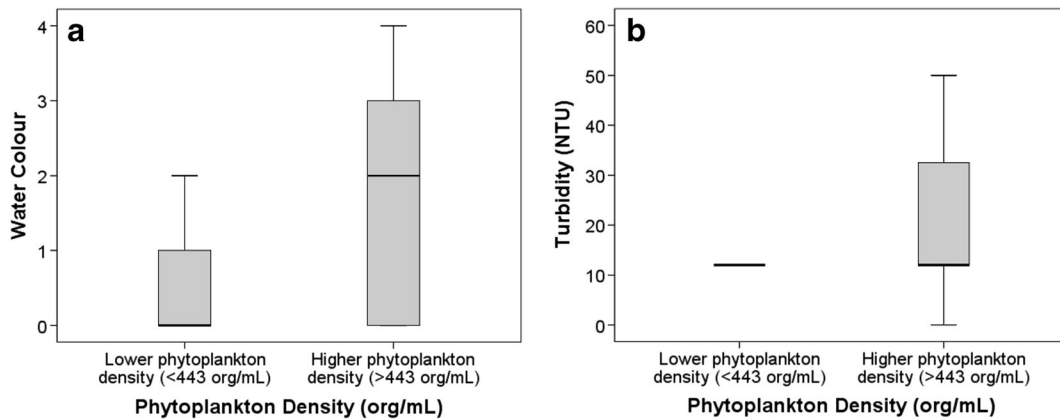 a
Water Colour
4
3
2
1
0
Lower phytoplankton
density (<443 org/mL)
Higher phytoplankton
density (>443 org/mL)
Phytoplankton Density (org/mL)
b
Turbidity (NTU)
60
50
40
30
20
10
0
Lower phytoplankton
density (<443 org/mL)
Higher phytoplankton
density (>443 org/mL)
Phytoplankton Density (org/mL)